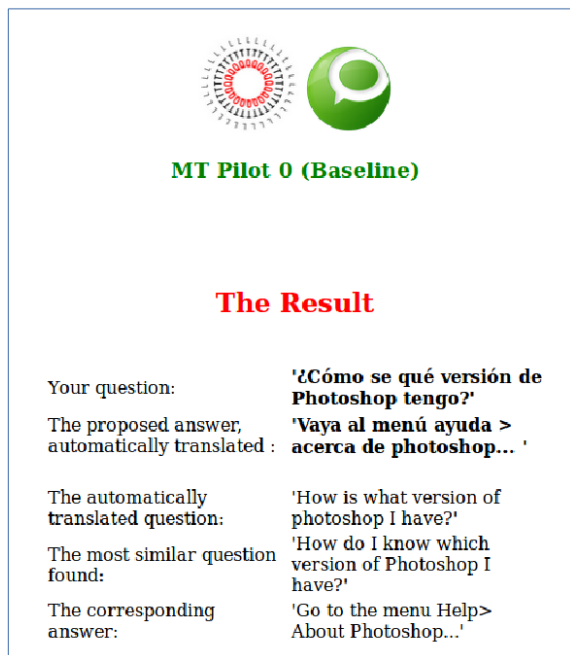 MT Pilot 0 (Baseline)
The Result
Your question:
'¿Cómo se qué versión de
Photoshop tengo?'
The proposed answer,
automatically translated :
'Vaya al menú ayuda >
acerca de photoshop... '
The automatically
translated question:
'How is what version of
photoshop I have?'
The most similar question
found:
'How do I know which
version of Photoshop I
have?'
The corresponding
answer:
'Go to the menu Help>
About Photoshop...'